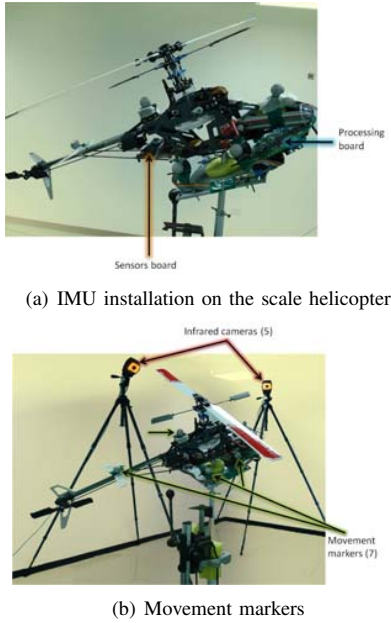 Processing
board
Sensors board
(a) IMU installation on the scale helicopter
Infrared cameras (5)
Movement
markers (7)
(b) Movement markers